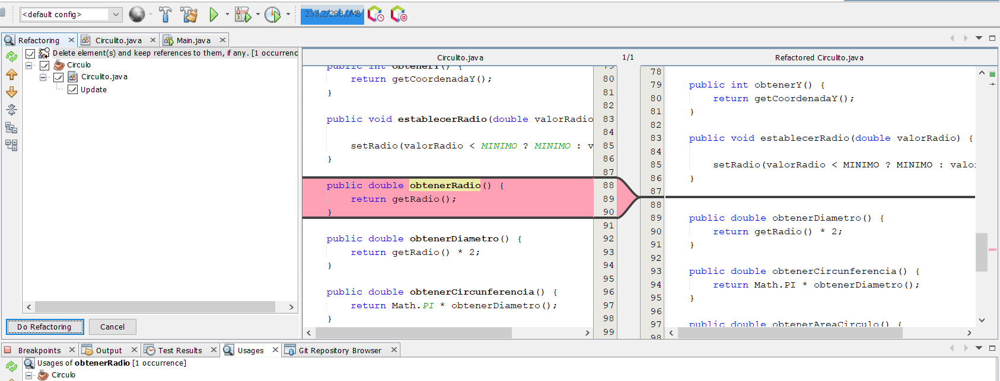 <default config>
233,2/288,0MB
Refactoring
Circulito.java
Main.java
Delete element(s) and keep references to them, if any. [1 occurrenc
Circulo
Circulito.java
Update
Do Refactoring
Cancel
Circulito.java
1/1
Refactored Circulito.java
public int obtenerY() { 79
return getCoordenadaY(); 80
} 81
82
public void establecerRadio(double valorRadio 83
84
setRadio(valorRadio < MINIMO ? MINIMO : v 85
} 86
87
public double obtenerRadio() { 88
return getRadio(); 89
} 90
91
public double obtenerDiametro() { 92
return getRadio() * 2; 93
} 94
95
public double obtenerCircunferencia() { 96
return Math.PI * obtenerDiametro(); 97
} 98
99
78
79 public int obtenerY() {
80 return getCoordenadaY();
81 }
82
83 public void establecerRadio(double valorRadio) {
84
85 setRadio(valorRadio < MINIMO ? MINIMO : valo
86 }
87
88
89 public double obtenerDiametro() {
90 return getRadio() * 2;
91 }
92
93 public double obtenerCircunferencia() {
94 return Math.PI * obtenerDiametro();
95 }
96
97 public double obtenerAreaCirculo() {
98
Breakpoints
Output
Test Results
Usages
Git Repository Browser
Usages of obtenerRadio [1 occurrence]
Circulo